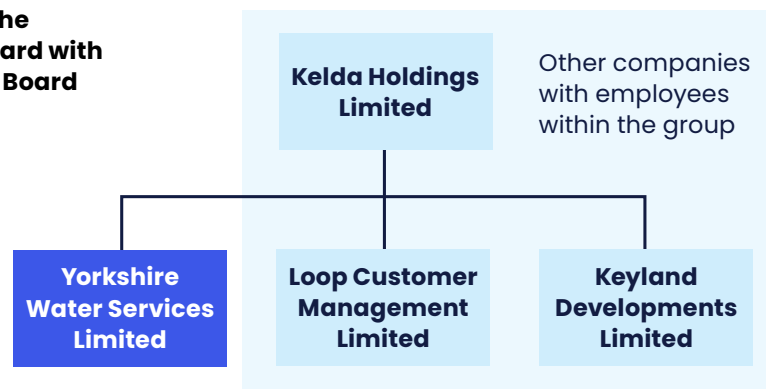 he
ard with
Board
Kelda Holdings
Limited
Other companies
with employees
within the group
Yorkshire
Water Services
Limited
Loop Customer
Management
Limited
Keyland
Developments
Limited